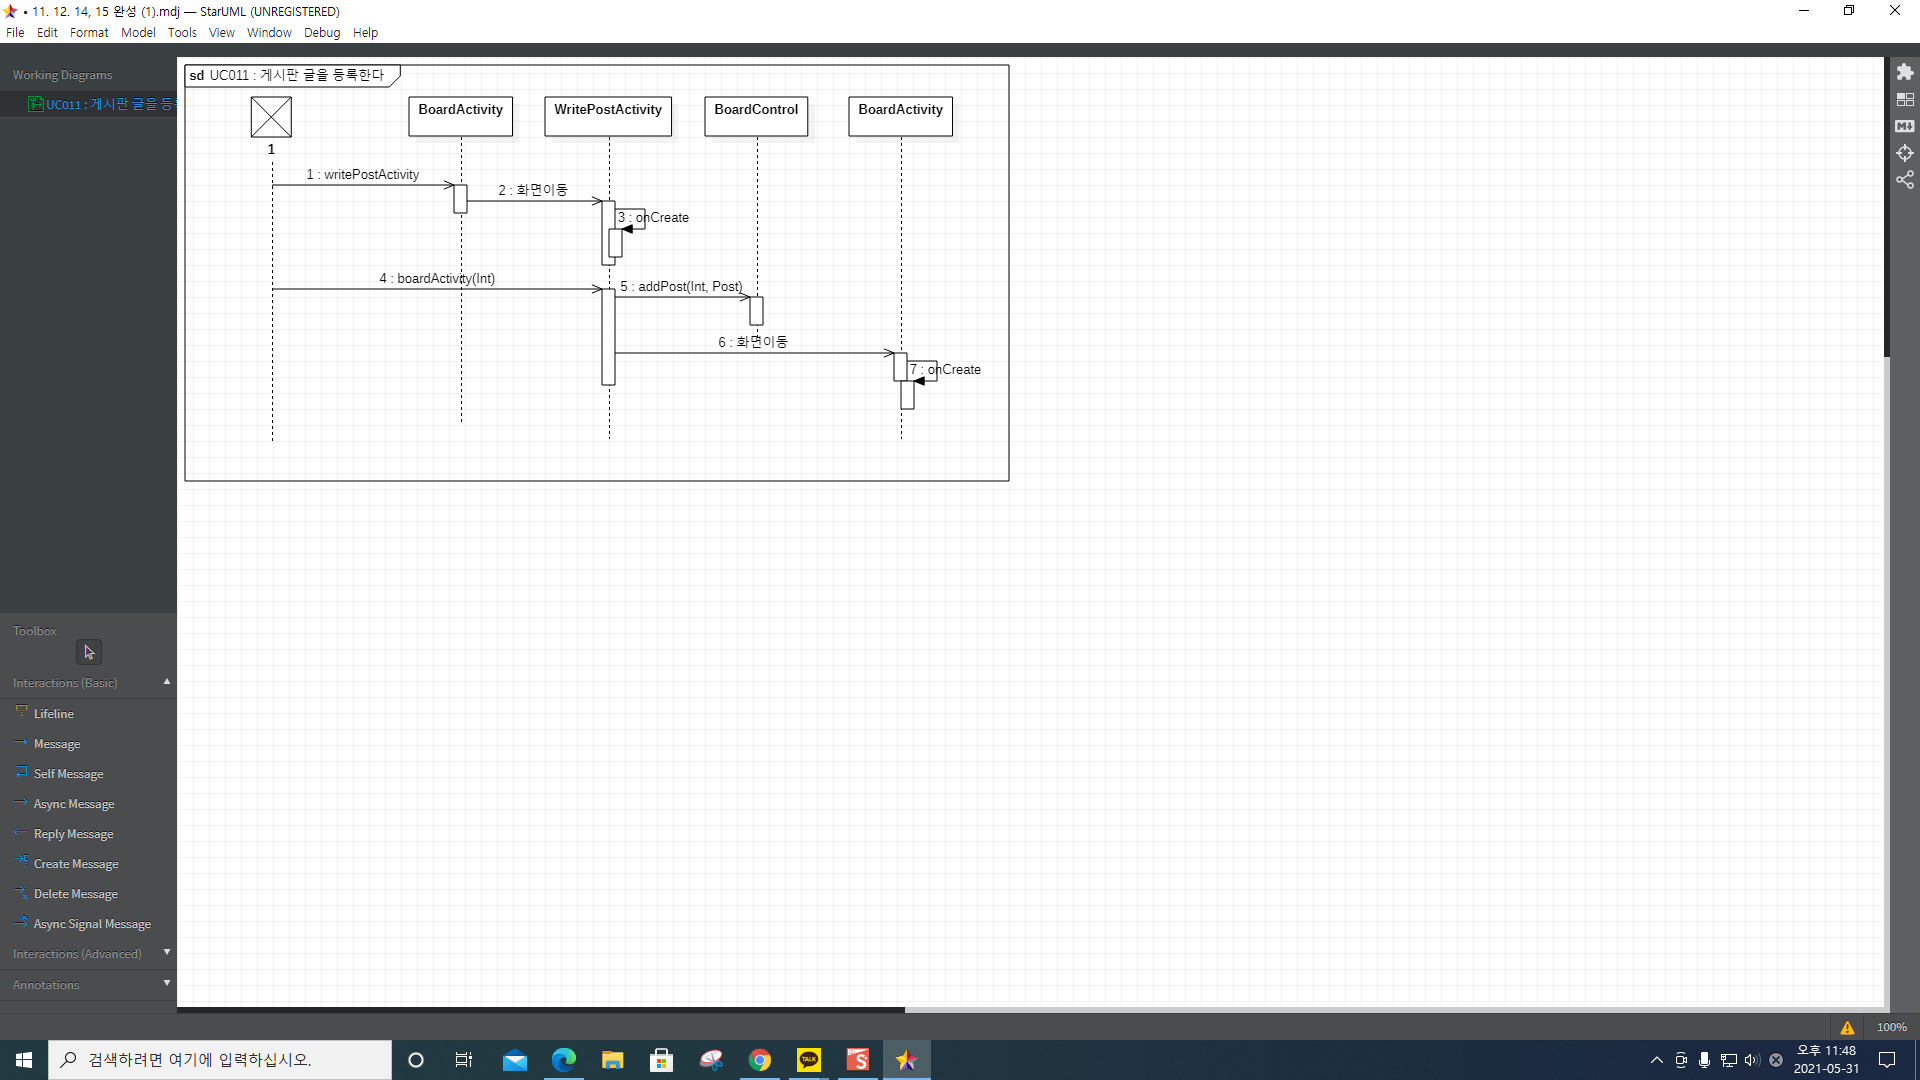 • 11. 12. 14, 15 완성 (1).mdj — StarUML (UNREGISTERED)
File Edit Format Model Tools View Window Debug Help
Working Diagrams
UC011 : 게시판 글을 등
sd UC011 : 게시판 글을 등록한다
BoardActivity WritePostActivity BoardControl BoardActivity
1
1 : writePostActivity
2 : 화면이동
3 : onCreate
4 : boardActivity(Int)
5 : addPost(Int, Post)
6 : 화면이동
7 : onCreate
Toolbox
Interactions (Basic)
Lifeline
Message
Self Message
Async Message
Reply Message
Create Message
Delete Message
Async Signal Message
Interactions (Advanced)
Annotations
100%
검색하려면 여기에 입력하십시오.
TALK
오후 11:48
2021-05-31